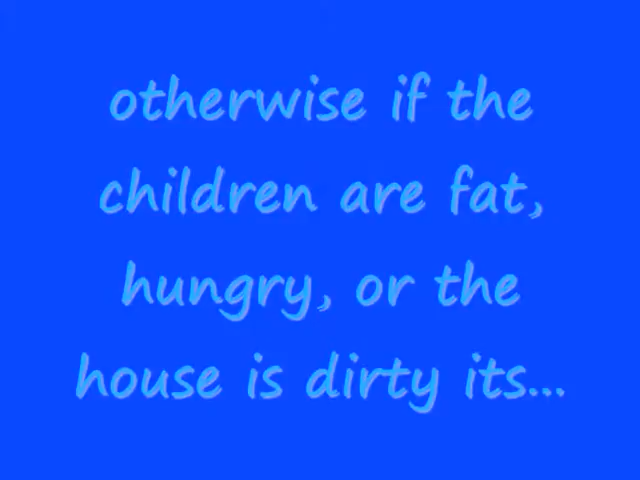 otherwise if the
children are fat,
hungry, or the
house is dirty its...